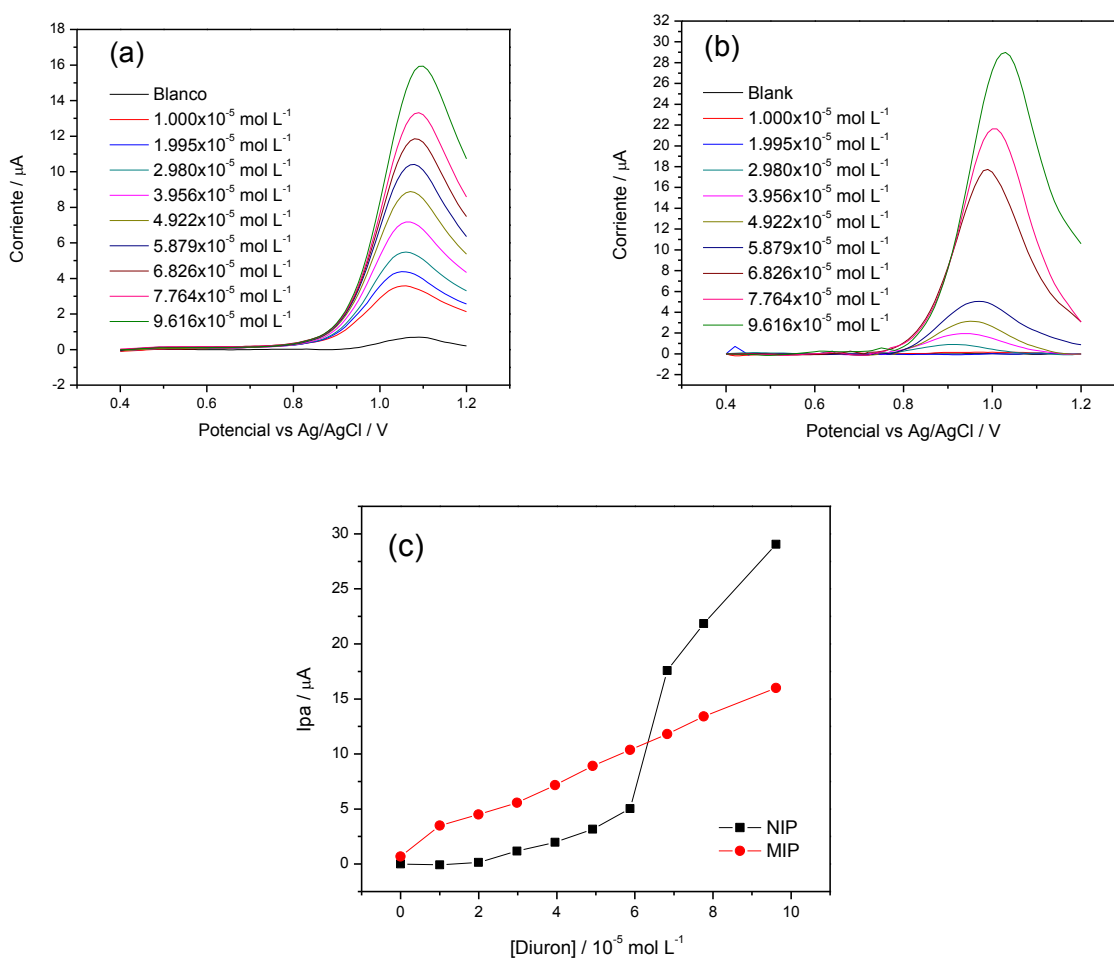 (a)
18
16
14
12
10
8
6
4
2
0
-2
Corriente / μA
Blanco
1.000x10⁻⁵ mol L⁻¹
1.995x10⁻⁵ mol L⁻¹
2.980x10⁻⁵ mol L⁻¹
3.956x10⁻⁵ mol L⁻¹
4.922x10⁻⁵ mol L⁻¹
5.879x10⁻⁵ mol L⁻¹
6.826x10⁻⁵ mol L⁻¹
7.764x10⁻⁵ mol L⁻¹
9.616x10⁻⁵ mol L⁻¹
0.4 0.6 0.8 1.0 1.2
Potencial vs Ag/AgCl / V
(b)
32
30
28
26
24
22
20
18
16
14
12
10
8
6
4
2
0
-2
Corriente / μA
Blank
1.000x10⁻⁵ mol L⁻¹
1.995x10⁻⁵ mol L⁻¹
2.980x10⁻⁵ mol L⁻¹
3.956x10⁻⁵ mol L⁻¹
4.922x10⁻⁵ mol L⁻¹
5.879x10⁻⁵ mol L⁻¹
6.826x10⁻⁵ mol L⁻¹
7.764x10⁻⁵ mol L⁻¹
9.616x10⁻⁵ mol L⁻¹
0.4 0.6 0.8 1.0 1.2
Potencial vs Ag/AgCl / V
(c)
30
25
20
15
10
5
0
Ipa / μA
NIP
MIP
0 2 4 6 8 10
[Diuron] / 10⁻⁵ mol L⁻¹